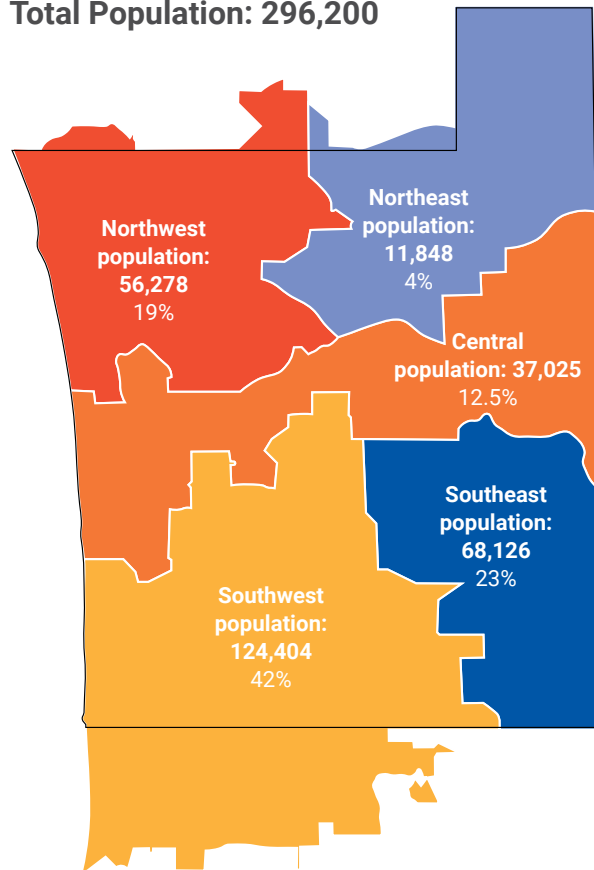 Total Population: 296,200
Northwest
population:
56,278
19%
Northeast
population:
11,848
4%
Central
population: 37,025
12.5%
Southeast
population:
68,126
23%
Southwest
population:
124,404
42%